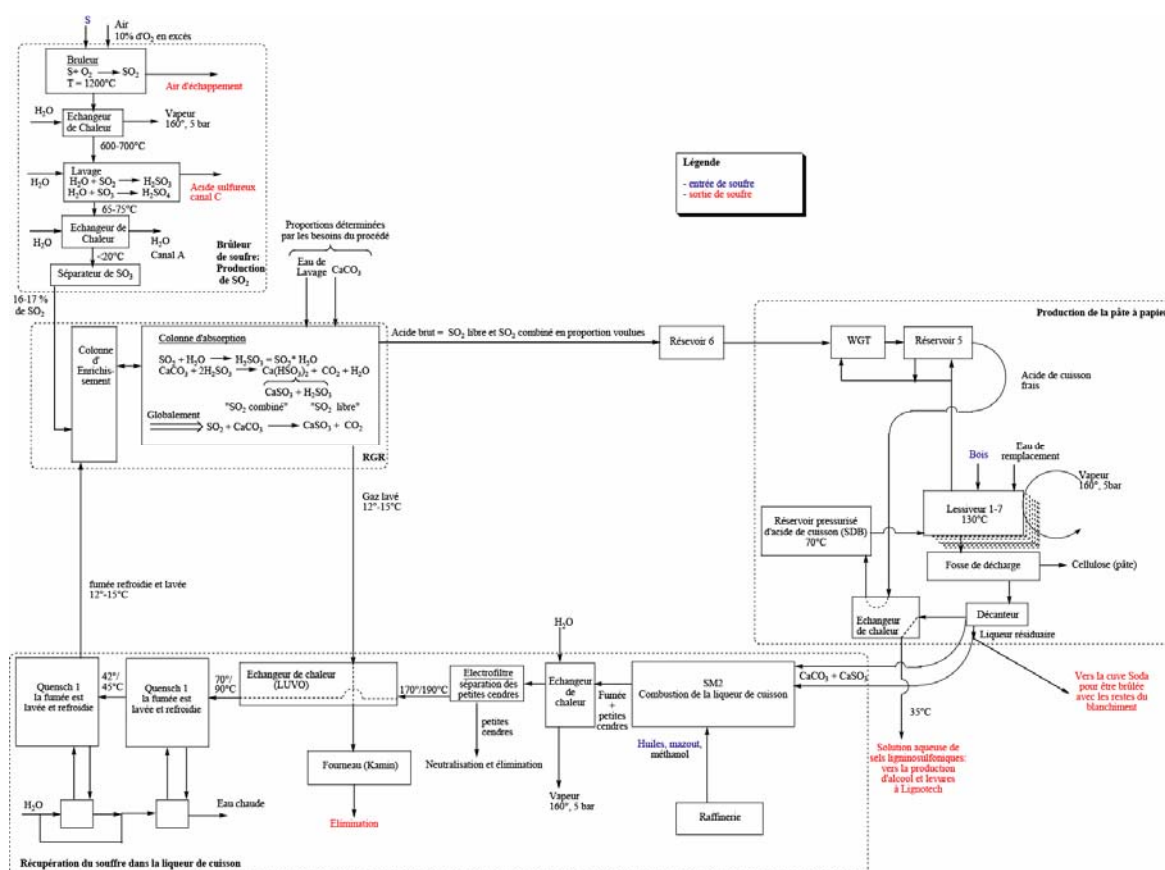 S
Air
10% d'O2 en excés
Bruleur
S+ O2 → SO2
T = 1200°C
Air d'échappement
H2O
Echangeur
de Chaleur
Vapeur
160°, 5 bar
600-700°C
Lavage
H2O + SO2 → H2SO3
H2O + SO3 → H2SO4
H2O
Acide sulfureux
canal C
65-75°C
Echangeur de
Chaleur
H2O
H2O
Canal A
<20°C
Séparateur de SO3
Brûleur
de soufre:
Production
de SO2
16-17 %
de SO2
Légende
- entrée de soufre
- sortie de soufre
Proportions déterminées
par les besoins du procédé
Eau de
Lavage
CaCO3
Colonne
d'
Enrichis-
sement
Colonne d'absorption
SO2 + H2O → H2SO3 = SO2* H2O
CaCO3 + 2H2SO3 → Ca(HSO3)2 + CO2 + H2O
CaSO3 + H2SO3
"SO2 combiné" "SO2 libre"
Globalement
SO2 + CaCO3 → CaSO3 + CO2
RGR
Acide brut = SO2 libre et SO2 combiné en proportion voulues
Résevoir 6
Production de la pâte à papier
WGT
Réservoir 5
Acide de cuisson
frais
Bois
Eau de
remplacement
Vapeur
160°, 5bar
Lessiveur 1-7
130°C
Réservoir pressurisé
d'acide de cuisson (SDB)
70°C
Fosse de décharge
Cellulose (pâte)
Echangeur
de chaleur
Décanteur
Liqueur résiduaire
Gaz lavé
12°-15°C
fumée refroidie et lavée
12°-15°C
Quensch 1
la fumée est
lavée et refroidie
42°/
45°C
Quensch 1
la fumée est
lavée et refroidie
70°/
90°C
Echangeur de chaleur
(LUVO)
170°/190°C
Electrofiltre
séparation des
petites cendres
H2O
Echangeur
de
chaleur
Fumée
+
petites
cendres
SM2
Combustion de la liqueur de cuisson
CaCO3 + CaSO3
35°C
Vers la cuve Soda
pour être brûlée
avec les restes du
blanchiment
Solution aqueuse de
sels ligninosulfoniques:
vers la production
d'alcool et levures
à Lignotech
petites
cendres
Neutralisation et élimination
Fourneau (Kamin)
Elimination
Vapeur
160°, 5 bar
Huiles, mazout,
méthanol
Raffinerie
H2O
Eau chaude
Récupération du souffre dans la liqueur de cuisson